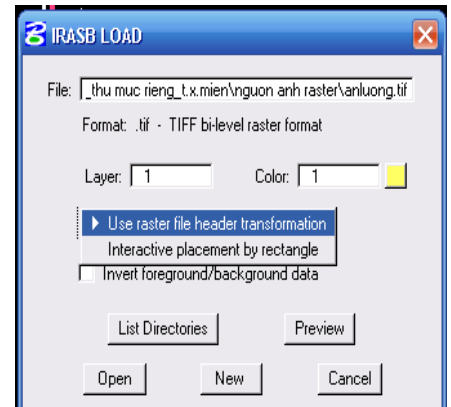 IRASB LOAD
File: _thu muc rieng_t.x.mien\nguon anh raster\anluong.tif
Format: .tif - TIFF bi-level raster format
Layer: 1 Color: 1
Use raster file header transformation
Interactive placement by rectangle
Invert foreground/background data
List Directories Preview
Open New Cancel